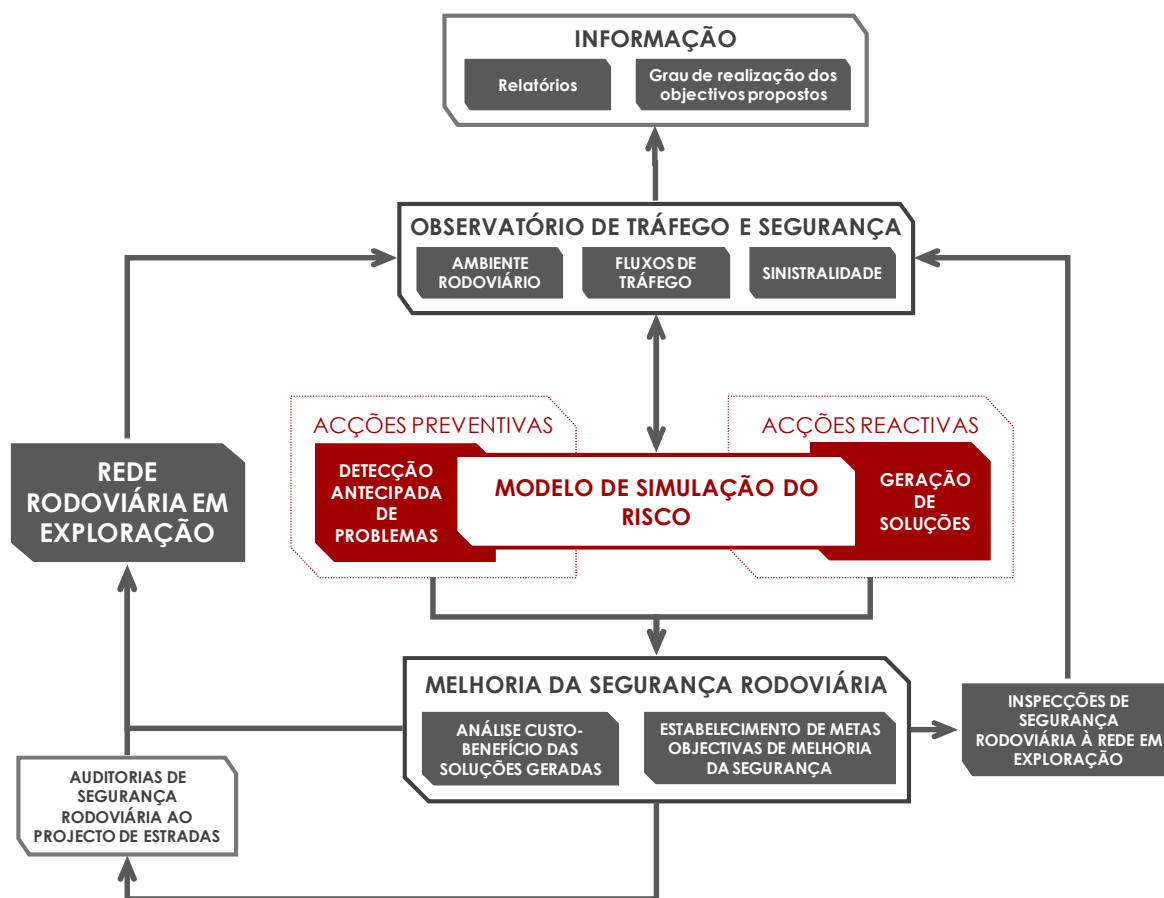 INFORMAÇÃO
Relatórios
Grau de realização dos
objectivos propostos
OBSERVATÓRIO DE TRÁFEGO E SEGURANÇA
AMBIENTE
RODOVIÁRIO
FLUXOS DE
TRÁFEGO
SINISTRALIDADE
ACÇÕES PREVENTIVAS
ACÇÕES REACTIVAS
REDE
RODOVIÁRIA EM
EXPLORAÇÃO
DETECÇÃO
ANTECIPADA
DE
PROBLEMAS
MODELO DE SIMULAÇÃO DO
RISCO
GERAÇÃO
DE
SOLUÇÕES
MELHORIA DA SEGURANÇA RODOVIÁRIA
ANÁLISE CUSTO-
BENEFÍCIO DAS
SOLUÇÕES GERADAS
ESTABELECIMENTO DE METAS
OBJECTIVAS DE MELHORIA
DA SEGURANÇA
INSPECÇÕES DE
SEGURANÇA
RODOVIÁRIA À REDE EM
EXPLORAÇÃO
AUDITORIAS DE
SEGURANÇA
RODOVIÁRIA AO
PROJECTO DE ESTRADAS